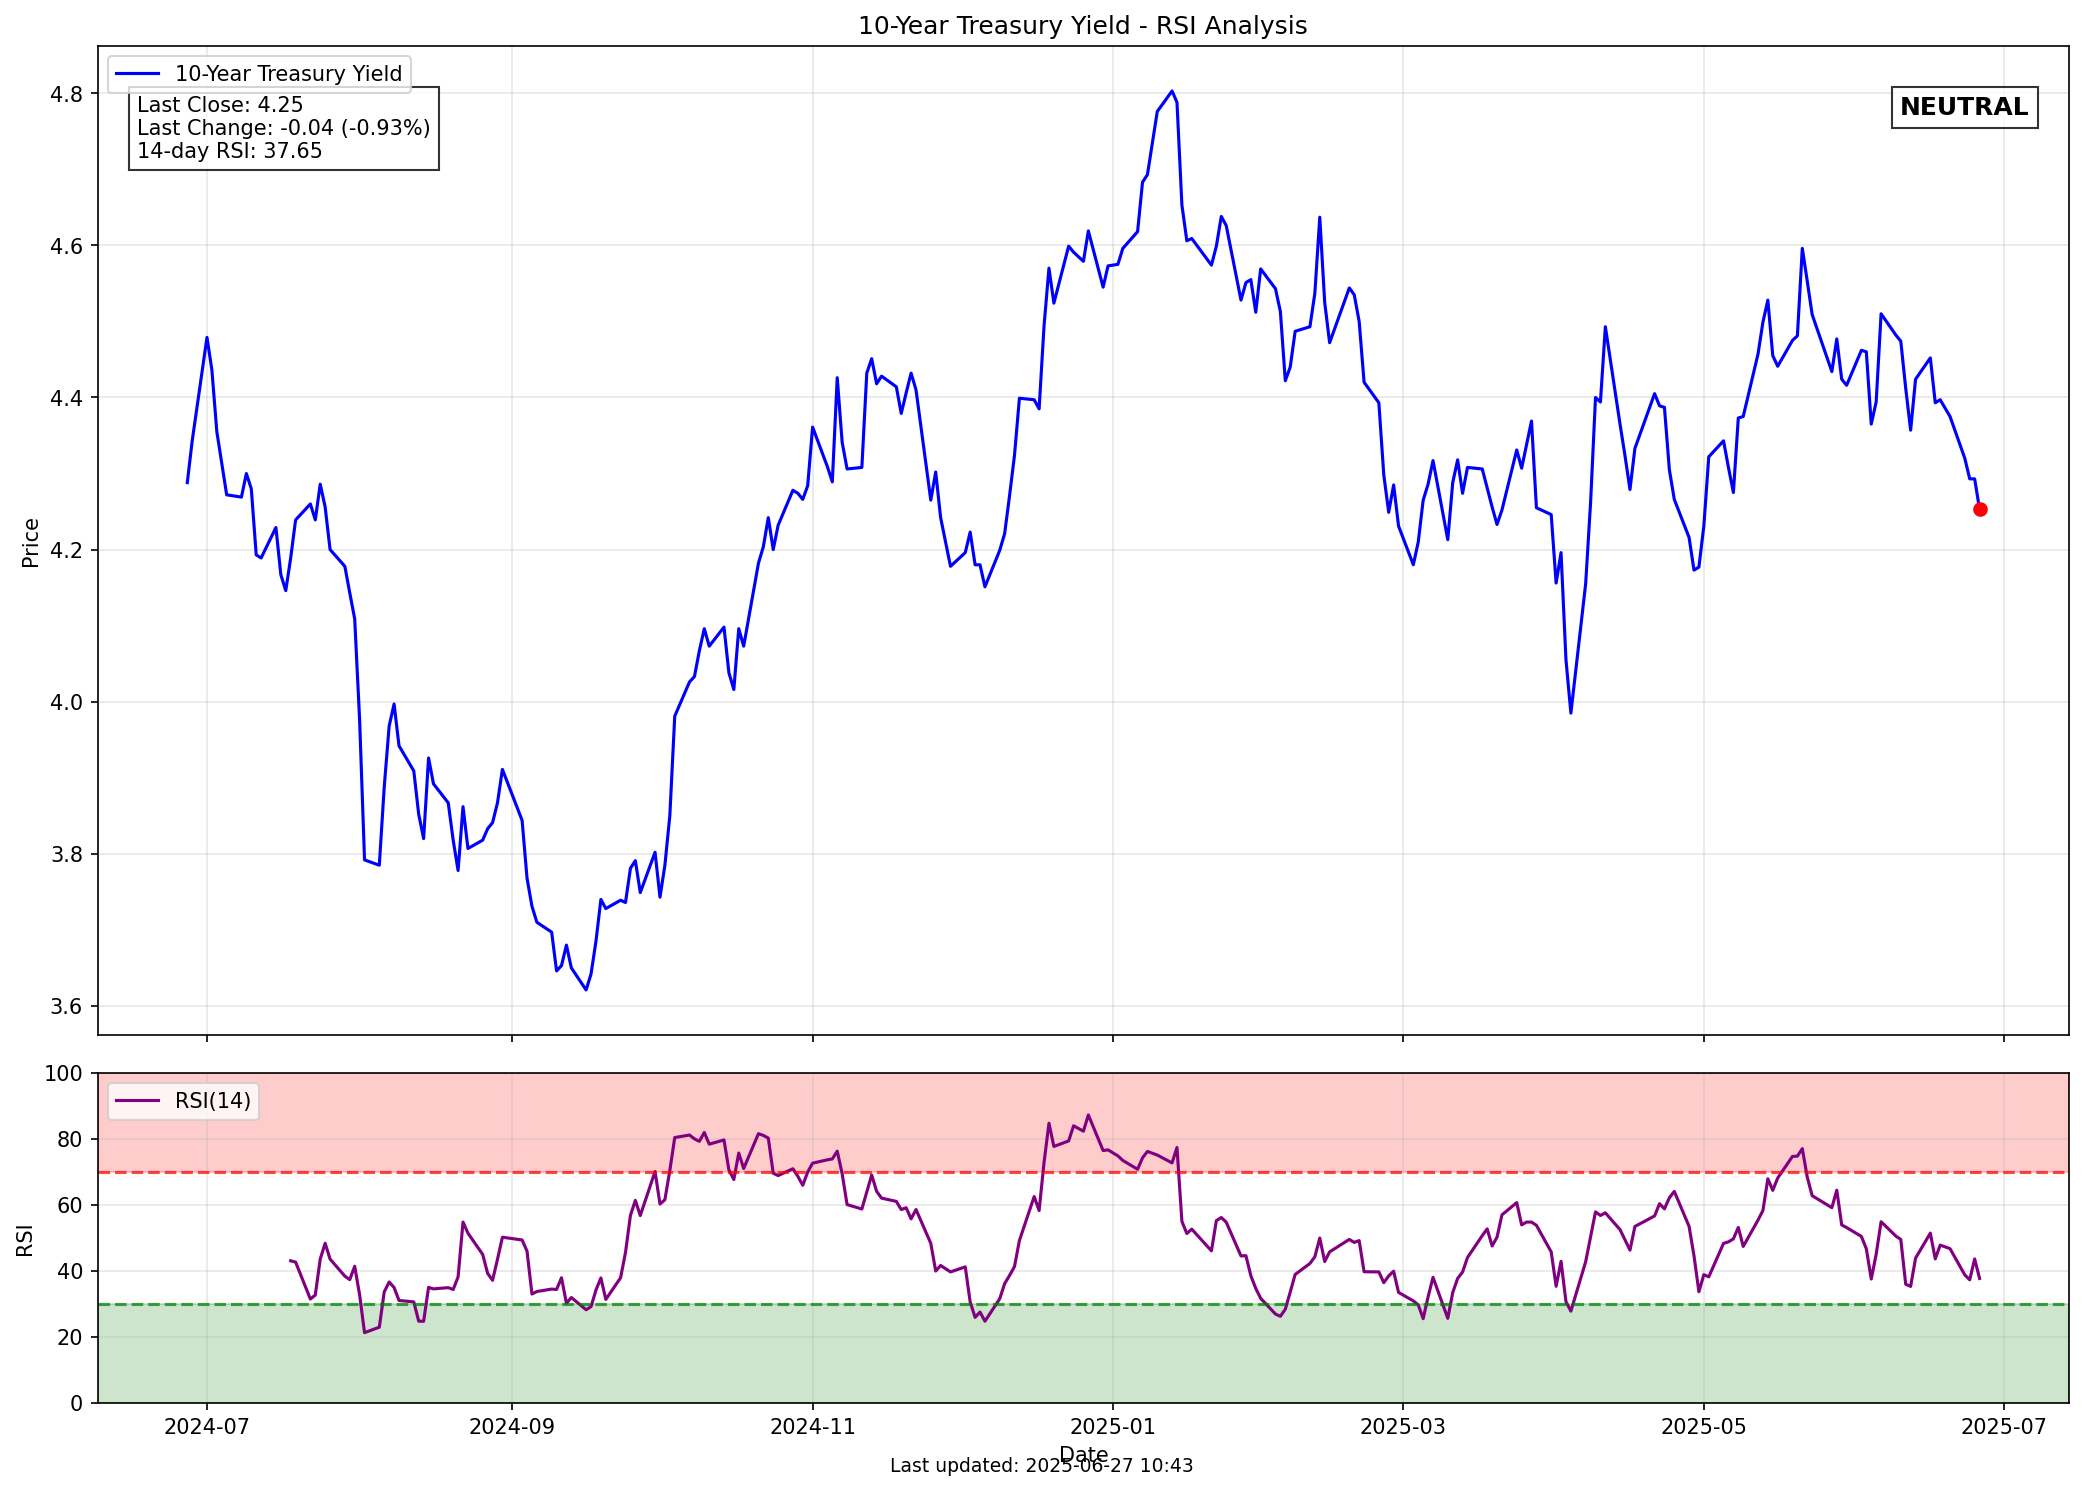 10-Year Treasury Yield - RSI Analysis
10-Year Treasury Yield
Last Close: 4.25
Last Change: -0.04 (-0.93%)
14-day RSI: 37.65
NEUTRAL
4.8
4.6
4.4
4.2
4.0
3.8
3.6
Price
RSI(14)
100
80
60
40
20
0
RSI
2024-07
2024-09
2024-11
2025-01
2025-03
2025-05
2025-07
Date
Last updated: 2025-06-27 10:43